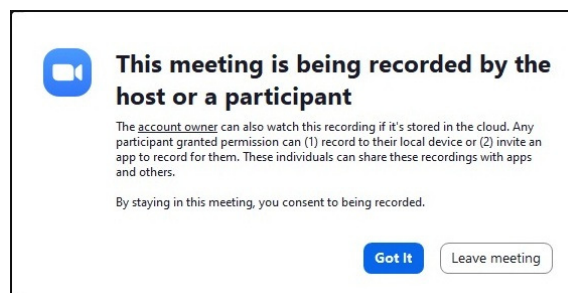 This meeting is being recorded by the
host or a participant
The account owner can also watch this recording if it's stored in the cloud. Any
participant granted permission can (1) record to their local device or (2) invite an
app to record for them. These individuals can share these recordings with apps
and others.
By staying in this meeting, you consent to being recorded.
Got It
Leave meeting